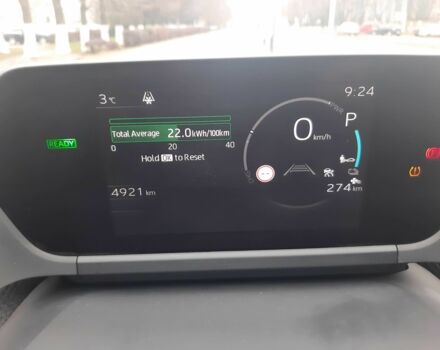 3 °C
9:24
READY
Total Average 22.0 kWh/100km
0 20 40
Hold OK to Reset
0 km/h
P
PWR
4921 km
274 km